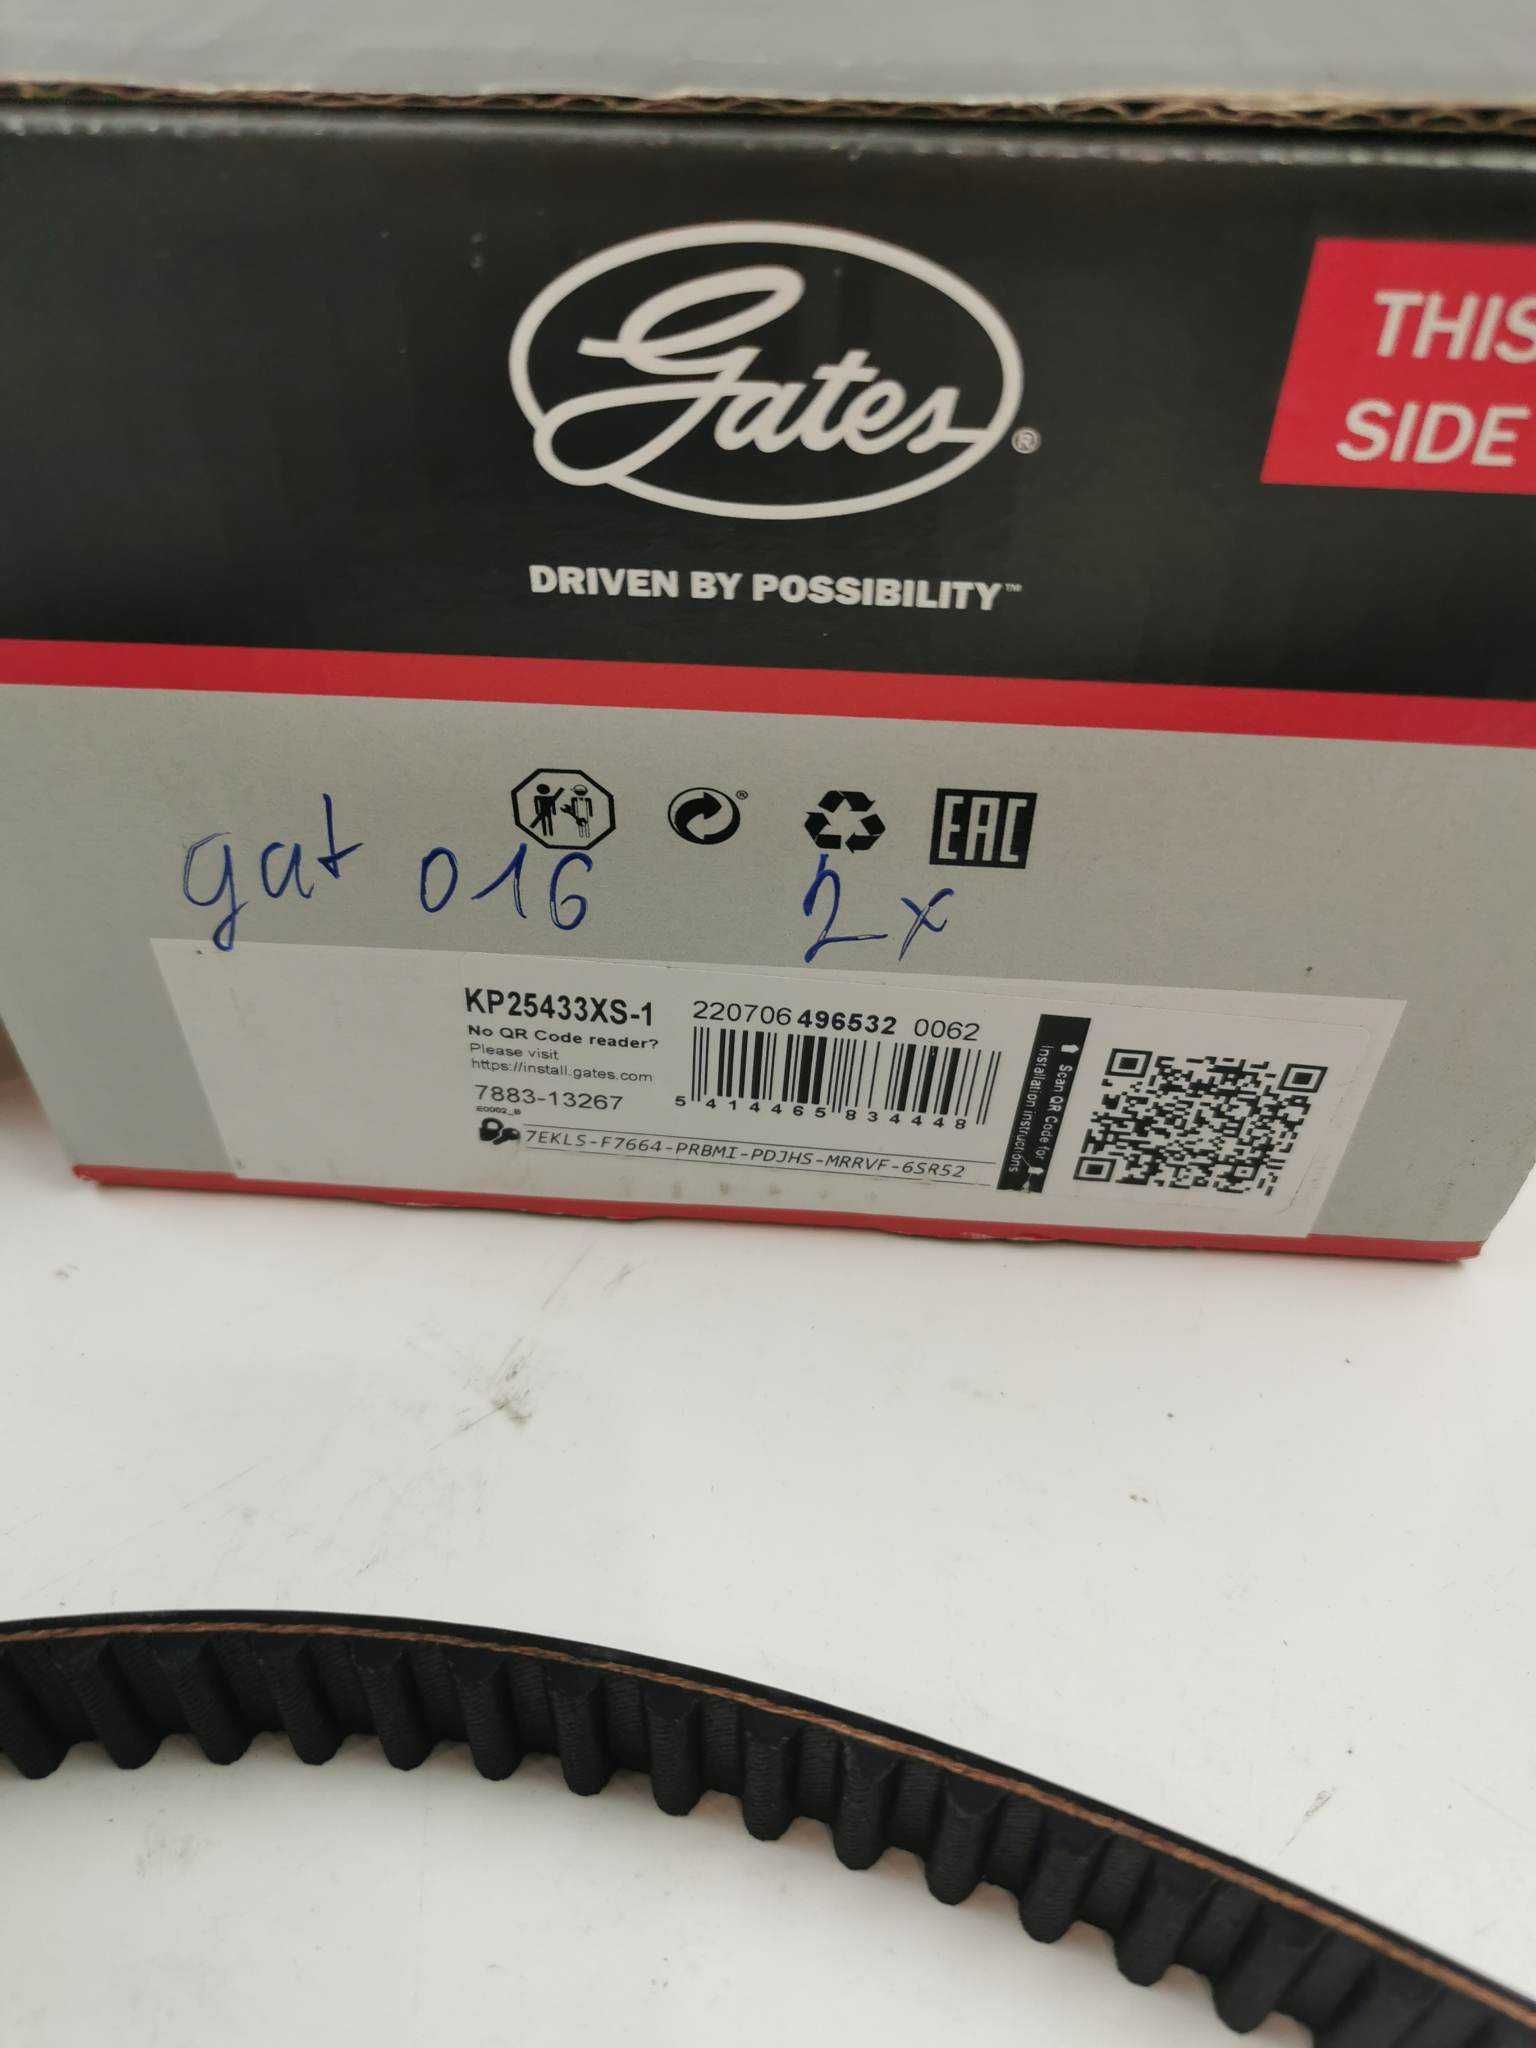 Gates®
THIS
SIDE
DRIVEN BY POSSIBILITY™
®
EAC
gat 016 2x
KP25433XS-1
220706 496532 0062
No QR Code reader?
Please visit
https://install.gates.com
7883-13267
E0002_B
5 414465 834448
7EKLS-F7664-PRBMI-PDJHS-MRRVF-6SR52
Scan QR Code for
installation instructions